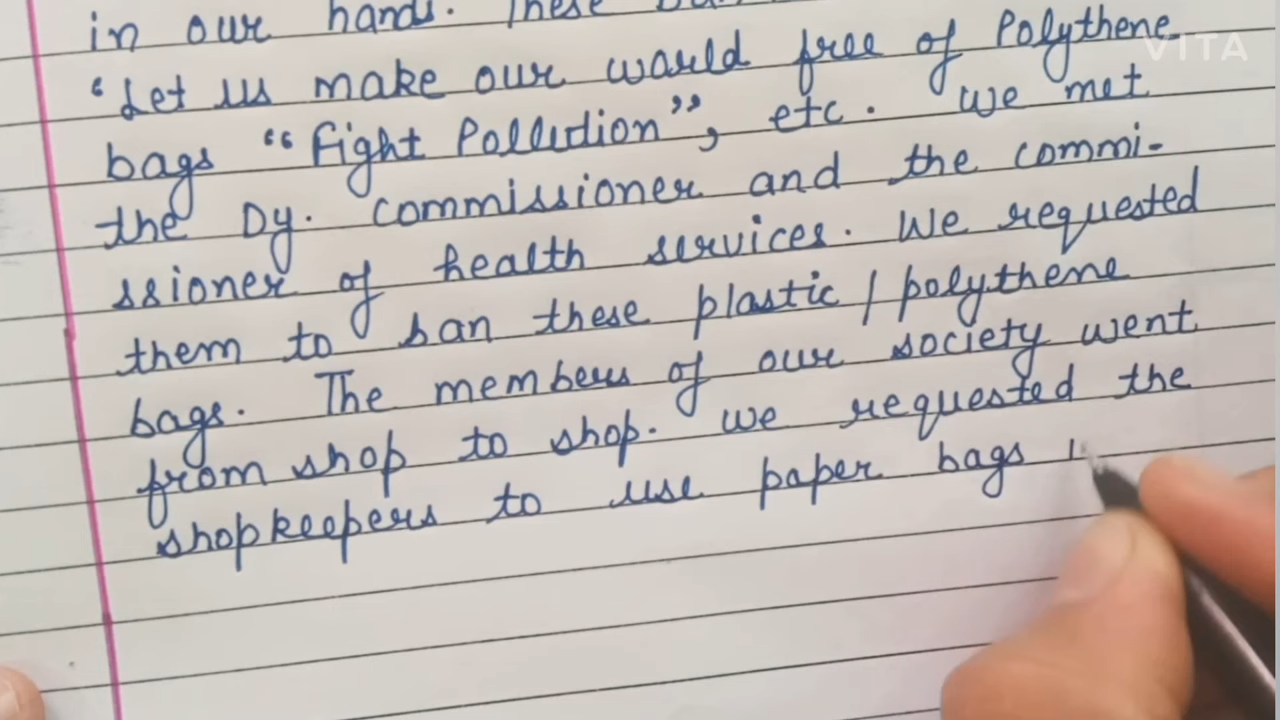 in our hands. These
"Let us make our world free of Polythene
bags "Fight Pollution", etc. We met
the Dy. Commissioner and the commi-
ssioner of health services. We requested
them to ban these plastic / polythene
bags. The members of our society went
from shop to shop. We requested the
shopkeepers to use paper bags
VITA